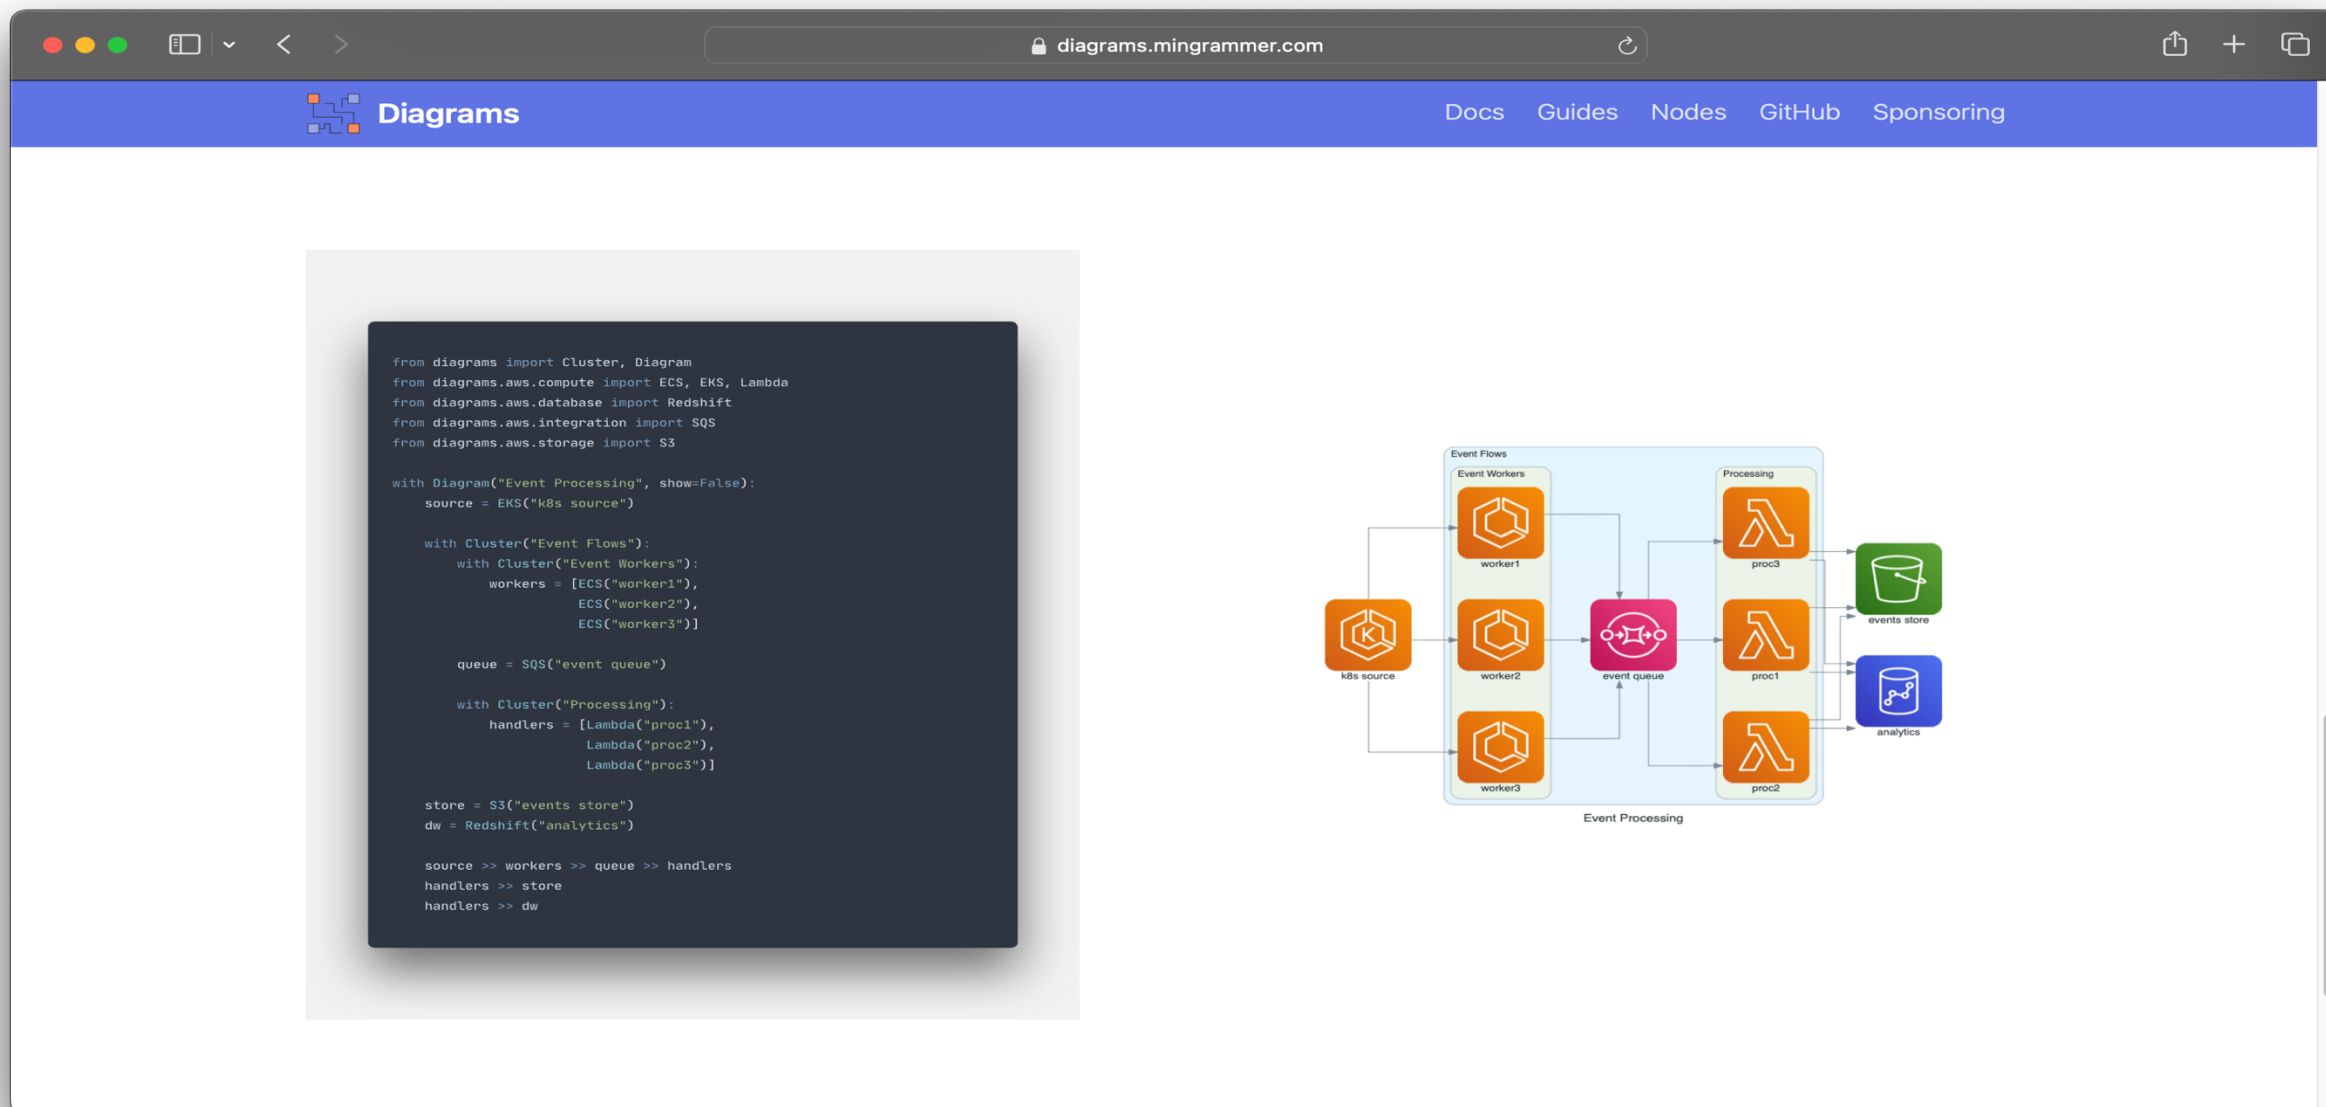 diagrams.mingrammer.com
Diagrams
Docs Guides Nodes GitHub Sponsoring
from diagrams import Cluster, Diagram
from diagrams.aws.compute import ECS, EKS, Lambda
from diagrams.aws.database import Redshift
from diagrams.aws.integration import SQS
from diagrams.aws.storage import S3
with Diagram("Event Processing", show=False):
    source = EKS("k8s source")
    with Cluster("Event Flows"):
        with Cluster("Event Workers"):
            workers = [ECS("worker1"),
                       ECS("worker2"),
                       ECS("worker3")]
        queue = SQS("event queue")
        with Cluster("Processing"):
            handlers = [Lambda("proc1"),
                        Lambda("proc2"),
                        Lambda("proc3")]
    store = S3("events store")
    dw = Redshift("analytics")
    source >> workers >> queue >> handlers
    handlers >> store
    handlers >> dw
Event Flows
Event Workers
Processing
worker1
proc3
events store
K
k8s source
worker2
event queue
proc1
analytics
worker3
proc2
Event Processing